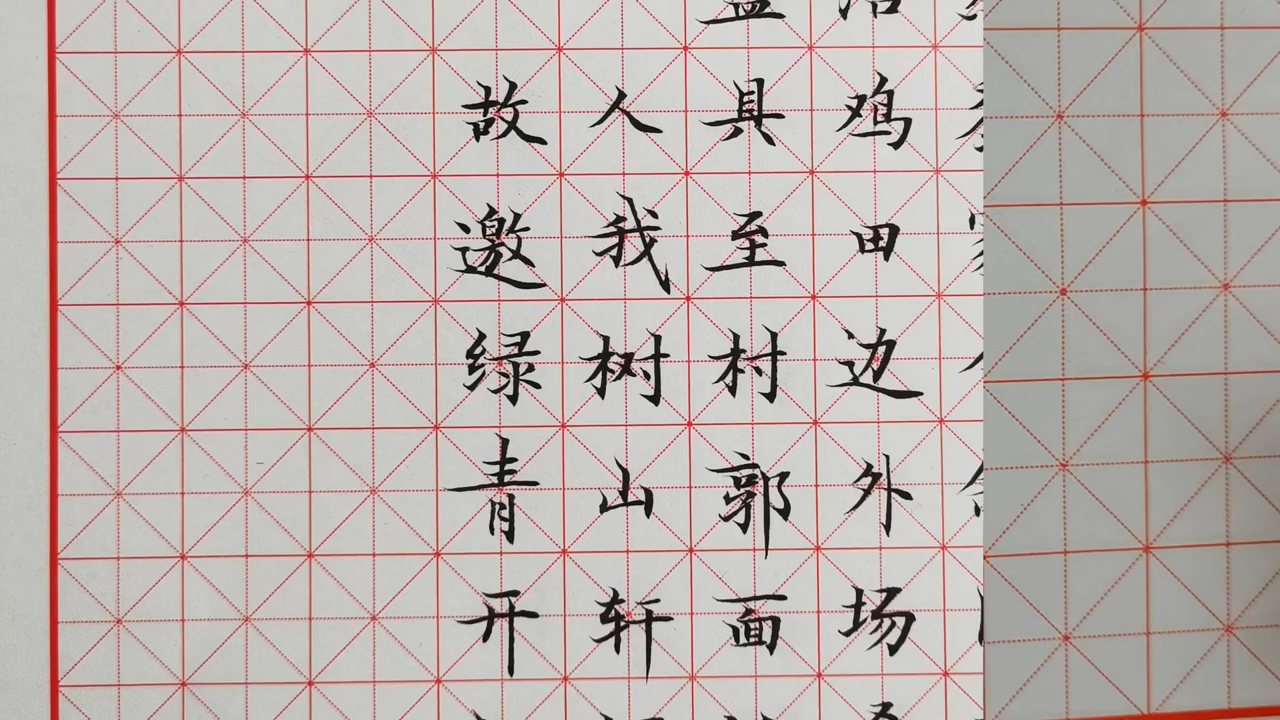 故人具鸡
邀我至田
绿树村边
青山郭外
开轩面场